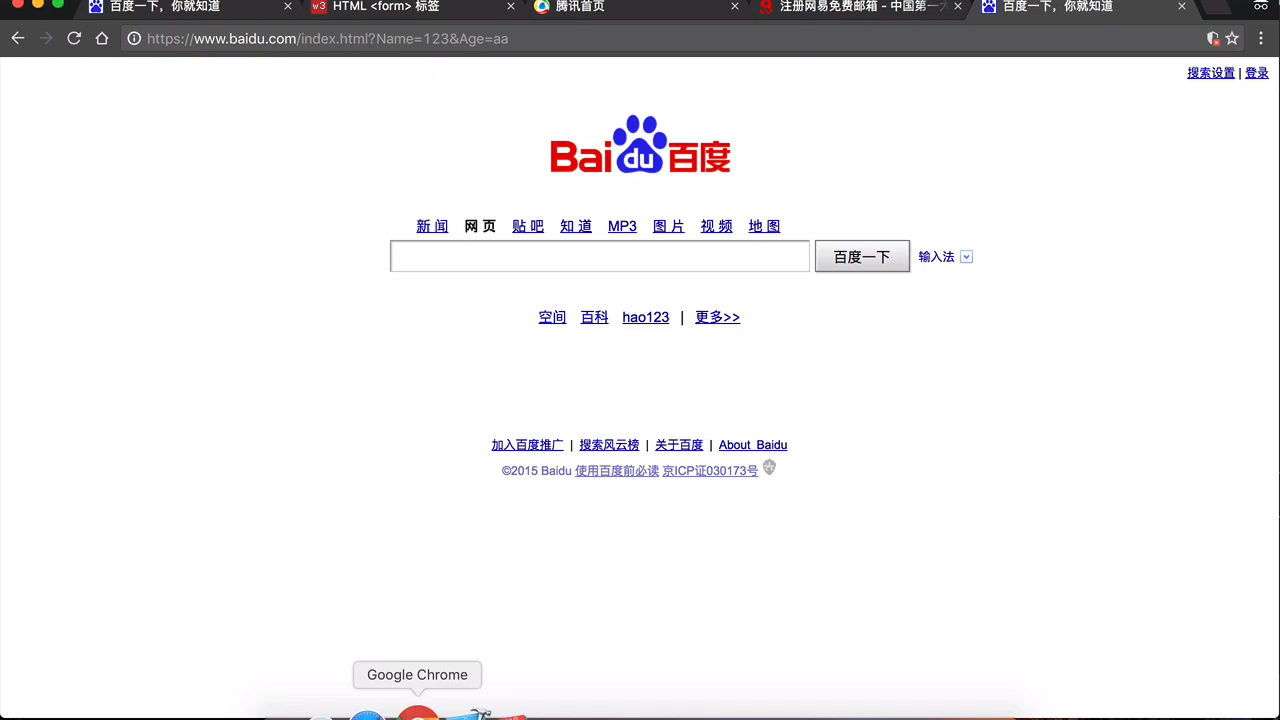 百度一下，你就知道
HTML <form> 标签
腾讯首页
注册网易免费邮箱 - 中国第一大
百度一下，你就知道
https://www.baidu.com/index.html?Name=123&Age=aa
搜索设置 | 登录
Bai du 百度
新 闻 网 页 贴 吧 知 道 MP3 图 片 视 频 地 图
百度一下 输入法
空间 百科 hao123 | 更多>>
加入百度推广 | 搜索风云榜 | 关于百度 | About Baidu
©2015 Baidu 使用百度前必读 京ICP证030173号
Google Chrome